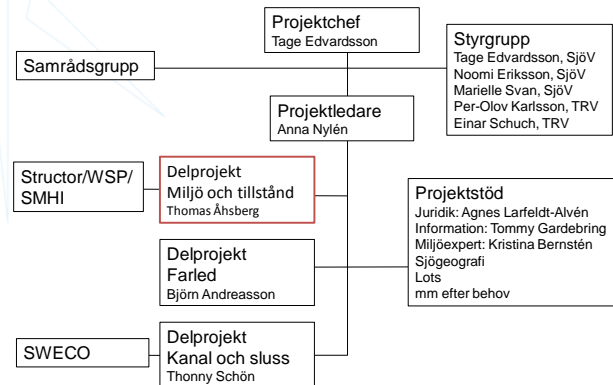 Projektchef
Tage Edvardsson
Styrgrupp
Tage Edvardsson, SjöV
Noomi Eriksson, SjöV
Marielle Svan, SjöV
Per-Olov Karlsson, TRV
Einar Schuch, TRV
Samrådsgrupp
Projektledare
Anna Nylén
Structor/WSP/
SMHI
Delprojekt
Miljö och tillstånd
Thomas Åhsberg
Projektstöd
Juridik: Agnes Larfeldt-Alvén
Information: Tommy Gardebring
Miljöexpert: Kristina Bernstén
Sjögeografi
Lots
mm efter behov
Delprojekt
Farled
Björn Andreasson
SWECO
Delprojekt
Kanal och sluss
Thonny Schön